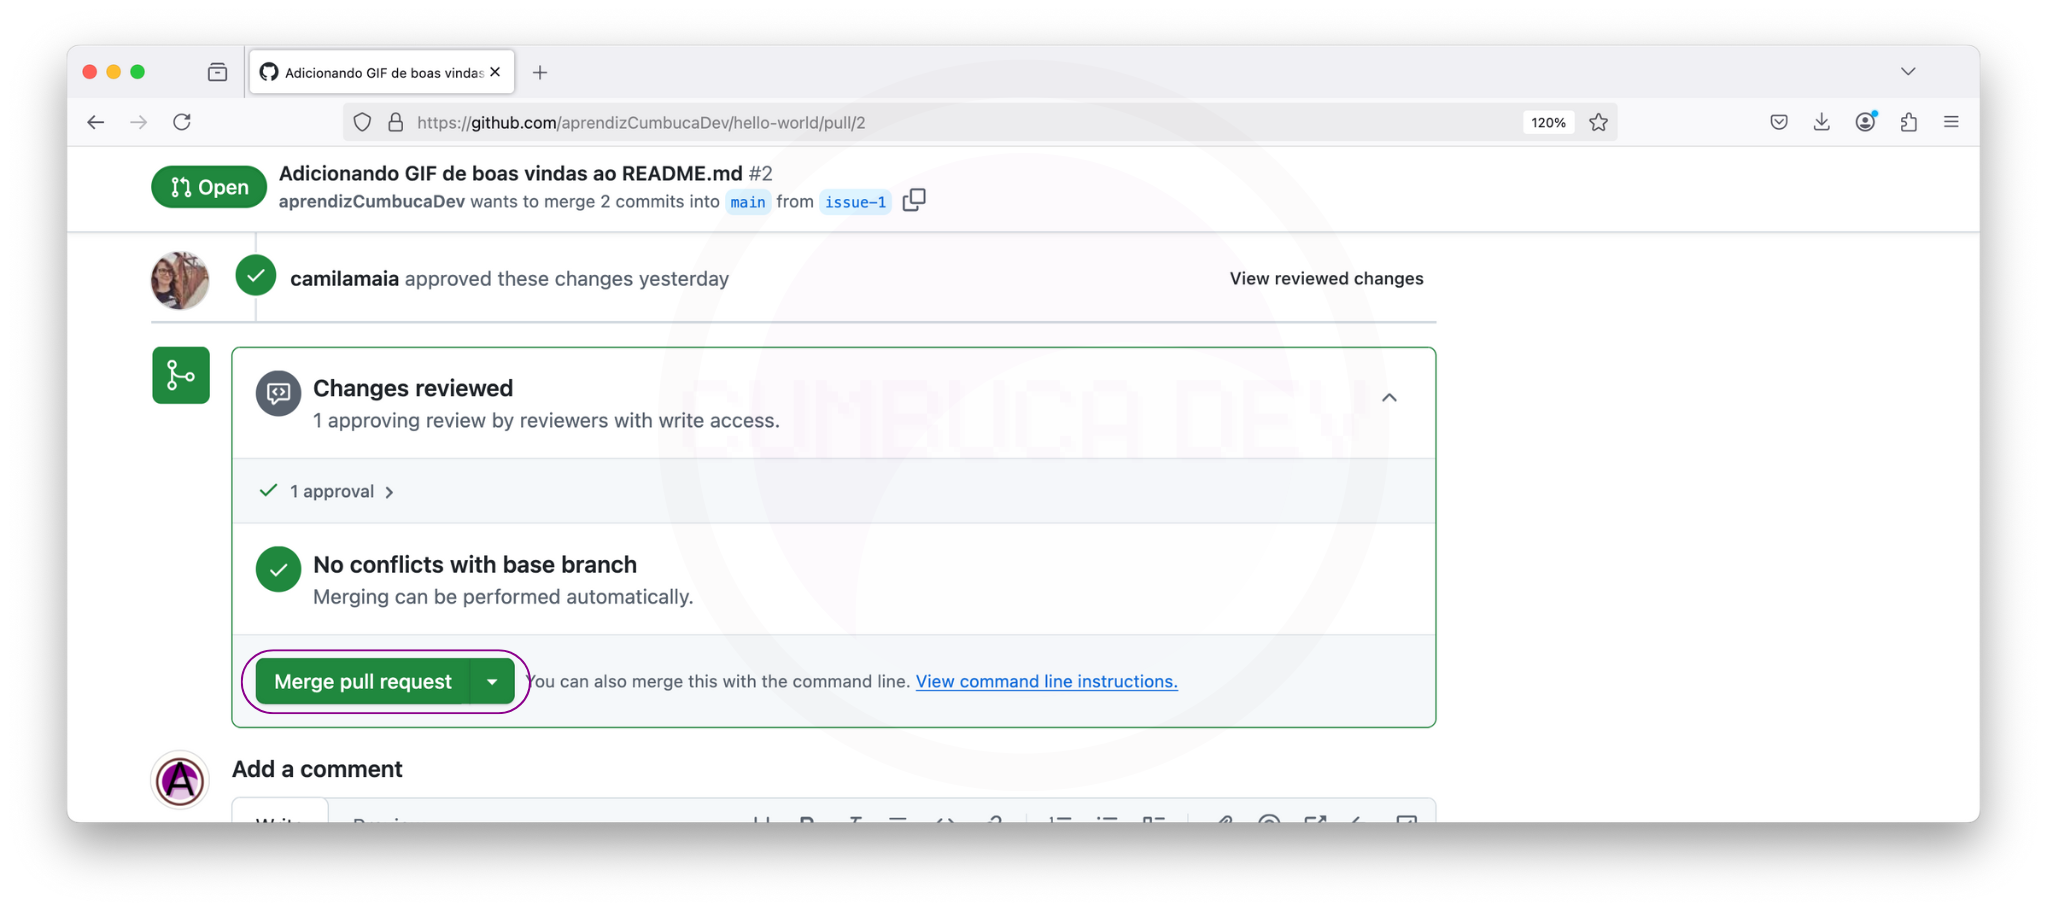 Adicionando GIF de boas vindas
https://github.com/aprendizCumbucaDev/hello-world/pull/2
120%
Open
Adicionando GIF de boas vindas ao README.md #2
aprendizCumbucaDev wants to merge 2 commits into main from issue-1
camilamaia approved these changes yesterday
View reviewed changes
Changes reviewed
1 approving review by reviewers with write access.
CUMBUCA DEV
1 approval
No conflicts with base branch
Merging can be performed automatically.
Merge pull request
You can also merge this with the command line. View command line instructions.
A
Add a comment